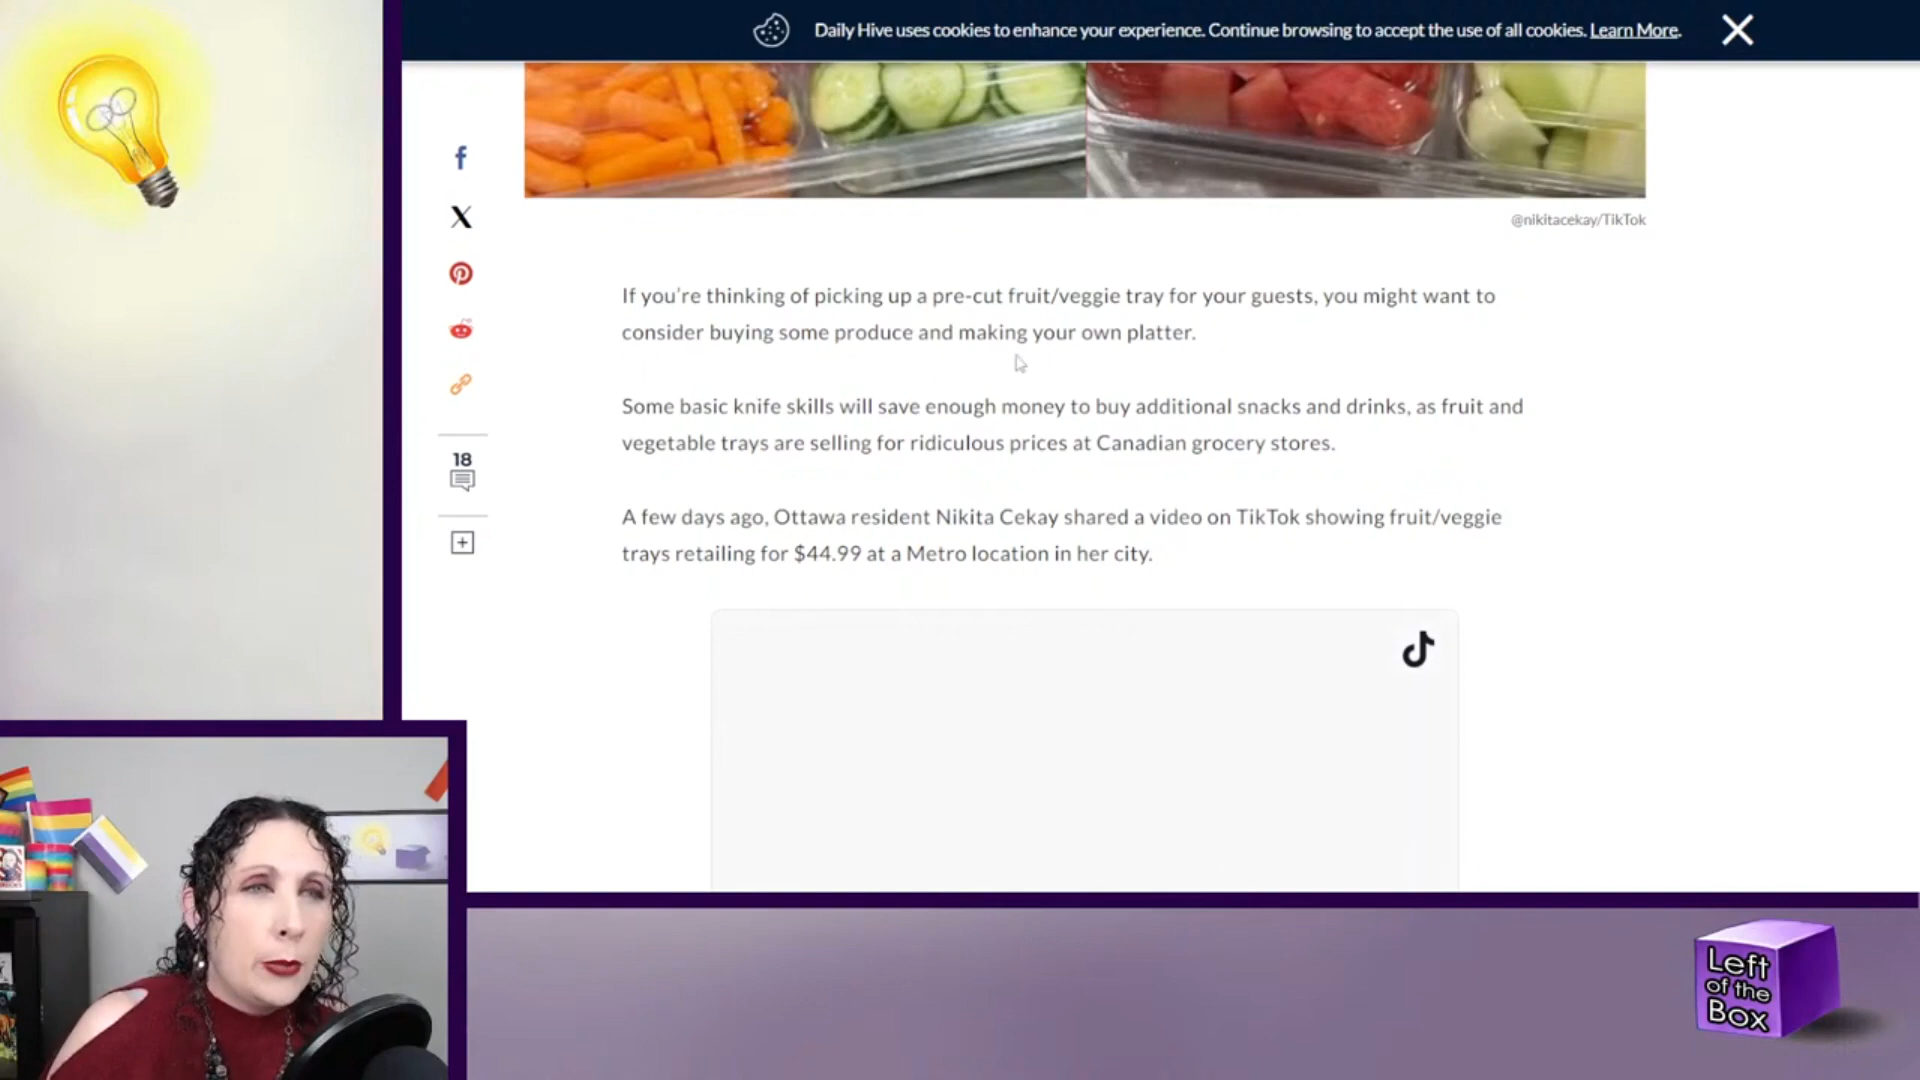 Daily Hive uses cookies to enhance your experience. Continue browsing to accept the use of all cookies. Learn More.
@nikitacekay/TikTok
If you're thinking of picking up a pre-cut fruit/veggie tray for your guests, you might want to
consider buying some produce and making your own platter.
Some basic knife skills will save enough money to buy additional snacks and drinks, as fruit and
vegetable trays are selling for ridiculous prices at Canadian grocery stores.
A few days ago, Ottawa resident Nikita Cekay shared a video on TikTok showing fruit/veggie
trays retailing for $44.99 at a Metro location in her city.
18
Left
of the
Box